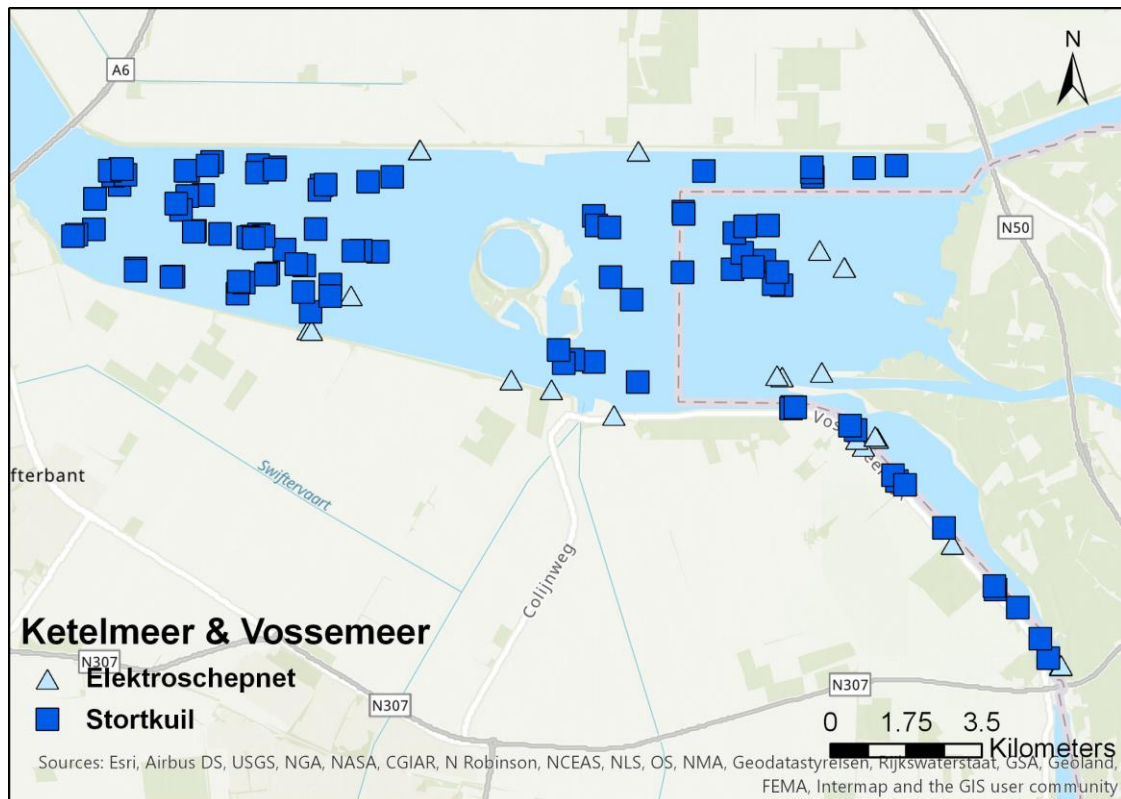 N
A6
N50
Vossemeer
fterbant
Swiftervaart
Colijnweg
Ketelmeer & Vossemeer
N307
Elektroschepnet
N307
N307
Stortkuil
0 1.75 3.5
Kilometers
Sources: Esri, Airbus DS, USGS, NGA, NASA, CGIAR, N Robinson, NCEAS, NLS, OS, NMA, Geodatastyrelsen, Rijkswaterstaat, GSA, Geoland,
FEMA, Intermap and the GIS user community